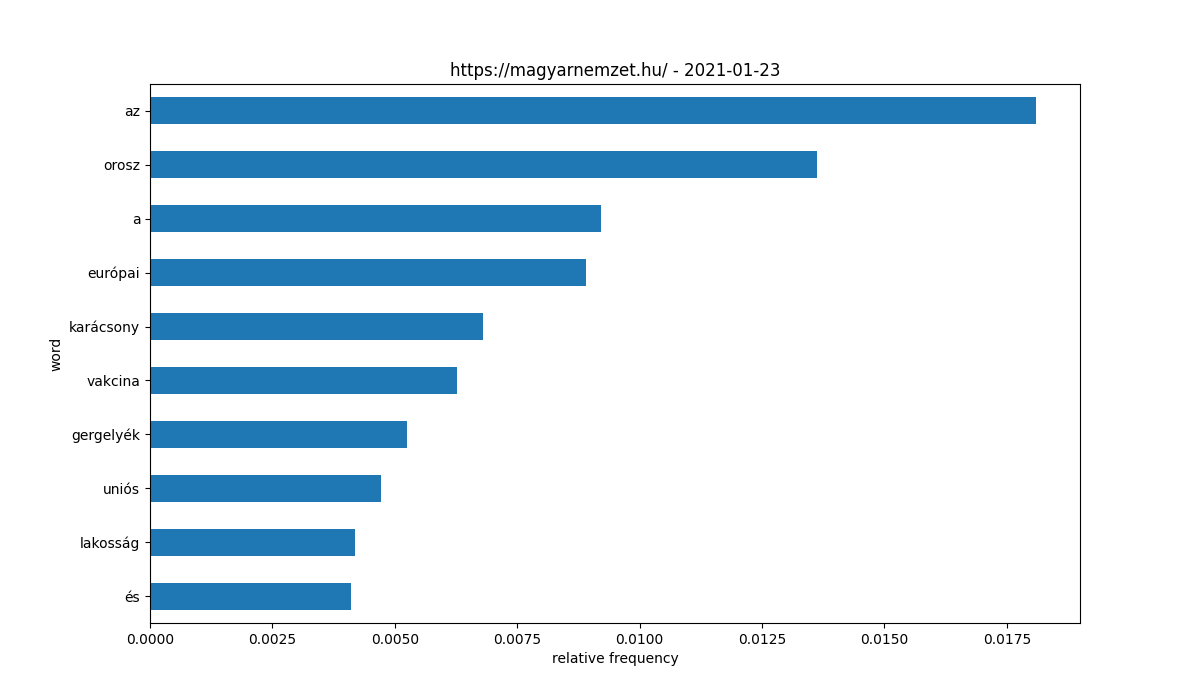 https://magyarnemzet.hu/ - 2021-01-23
az
orosz
a
európai
karácsony
word
vakcina
gergelyék
uniós
lakosság
és
0.0000 0.0025 0.0050 0.0075 0.0100 0.0125 0.0150 0.0175
relative frequency